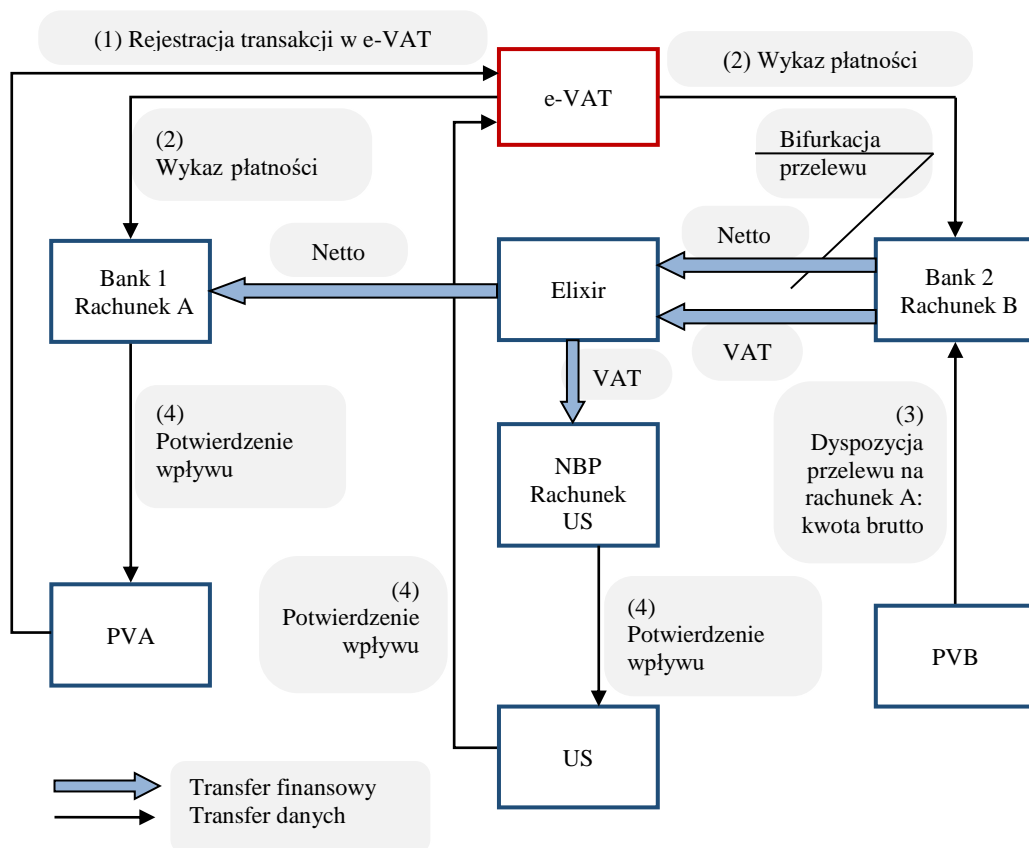 (1) Rejestracja transakcji w e-VAT
(2) Wykaz płatności
e-VAT
(2)
Wykaz płatności
Bifurkacja
przelewu
Netto
Netto
Bank 1
Rachunek A
Elixir
Bank 2
Rachunek B
VAT
VAT
(4)
Potwierdzenie
wpływu
(3)
Dyspozycja
przelewu na
rachunek A:
kwota brutto
NBP
Rachunek
US
(4)
Potwierdzenie
wpływu
(4)
Potwierdzenie
wpływu
PVA
PVB
US
Transfer finansowy
Transfer danych